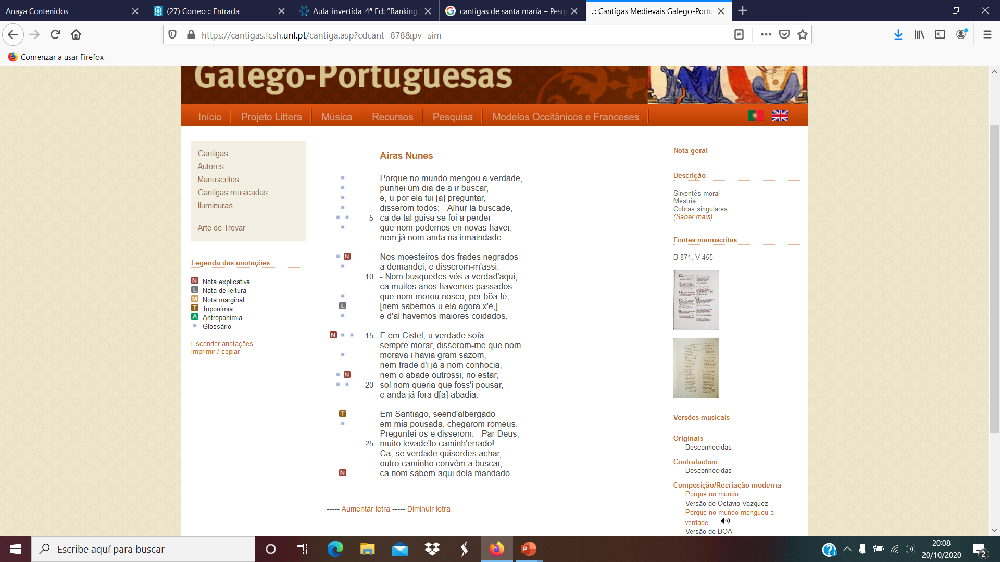 Anaya Contenidos
(27) Correo :: Entrada
Aula_invertida_4ª Ed: “Ranking
cantigas de santa maría – Pesq
.:: Cantigas Medievais Galego-Portu
https://cantigas.fcsh.unl.pt/cantiga.asp?cdcant=878&pv=sim
Comenzar a usar Firefox
Galego-Portuguesas
Início
Projeto Littera
Música
Recursos
Pesquisa
Modelos Occitânicos e Franceses
Cantigas
Autores
Manuscritos
Cantigas musicadas
Iluminuras
Arte de Trovar
Legenda das anotações
N Nota explicativa
L Nota de leitura
M Nota marginal
T Toponímia
A Antroponímia
Glossário
Esconder anotações
Imprimir / copiar
Airas Nunes
Porque no mundo mengou a verdade,
punhei um dia de a ir buscar,
e, u por ela fui [a] preguntar,
disserom todos: - Alhur la buscade,
5 ca de tal guisa se foi a perder
que nom podemos en novas haver,
nem já nom anda na irmaindade.
N Nos moesteiros dos frades negrados
a demandei, e disserom-m'assi:
10 - Nom busquedes vós a verdad'aqui,
ca muitos anos havemos passados
que nom morou nosco, per bõa fé,
L [nem sabemos u ela agora x'é,]
e d'al havemos maiores coidados.
N 15 E em Cistel, u verdade soía
sempre morar, disserom-me que nom
morava i havia gram sazom,
nem frade d'i já a nom conhocia,
N nem o abade outrossi, no estar,
20 sol nom queria que foss'i pousar,
e anda já fora d[a] abadia.
T Em Santiago, seend'albergado
em mia pousada, chegarom romeus.
Preguntei-os e disserom: - Par Deus,
25 muito levade'lo caminh'errado!
Ca, se verdade quiserdes achar,
outro caminho convém a buscar,
N ca nom sabem aqui dela mandado.
----- Aumentar letra ----- Diminuir letra
Nota geral
Descrição
Sirventês moral
Mestria
Cobras singulares
(Saber mais)
Fontes manuscritas
B 871, V 455
Versões musicais
Originais
Desconhecidas
Contrafactum
Desconhecidas
Composição/Recriação moderna
Porque no mundo
Versão de Octavio Vazquez
Porque no mundo menguou a
verdade
Versão de DOA
Escribe aquí para buscar
20:08
20/10/2020
2